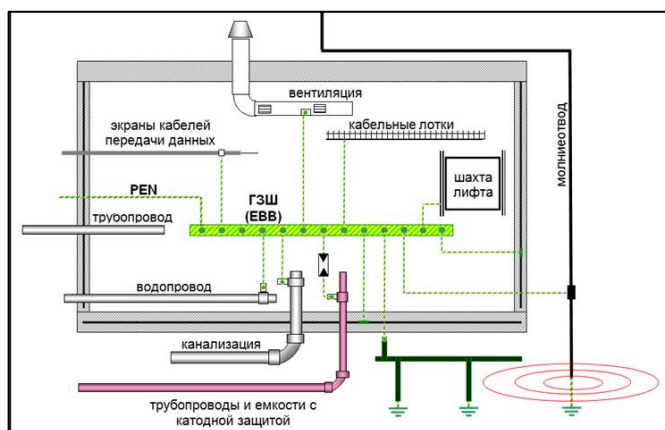 вентиляция
экраны кабелей
передачи данных
кабельные лотки
молниеотвод
шахта
лифта
PEN
ГЗШ
(ЕВВ)
трубопровод
водопровод
канализация
трубопроводы и емкости с
катодной защитой